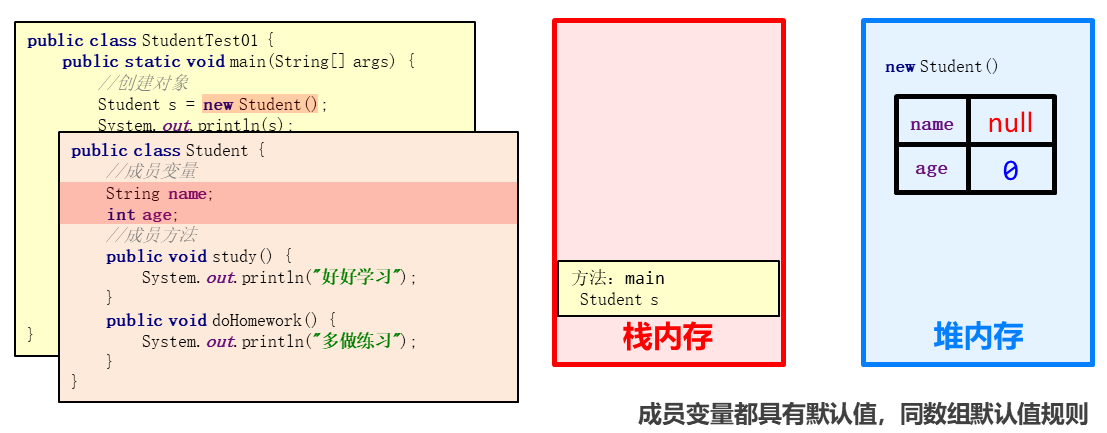 public class StudentTest01 {
public static void main(String[] args) {
//创建对象
Student s = new Student();
System.out.println(s);
}
public class Student {
//成员变量
String name;
int age;
//成员方法
public void study() {
System.out.println("好好学习");
}
public void doHomework() {
System.out.println("多做练习");
}
}
方法：main
Student s
栈内存
new Student()
name null
age 0
堆内存
成员变量都具有默认值，同数组默认值规则